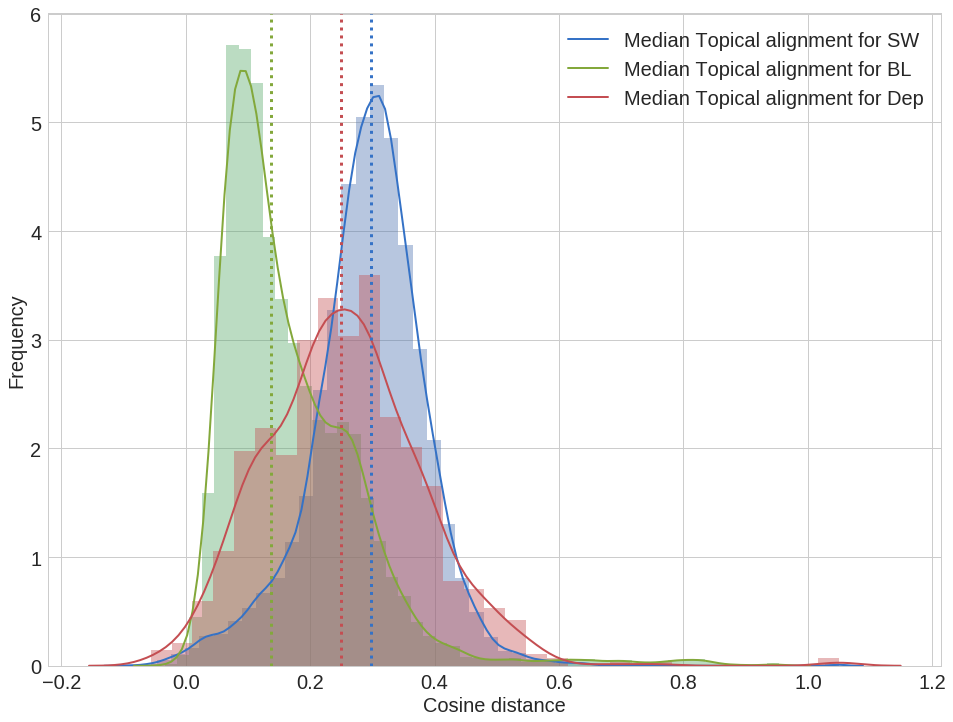 6
5
4
3
2
1
0
Frequency
Median Topical alignment for SW
Median Topical alignment for BL
Median Topical alignment for Dep
−0.2 0.0 0.2 0.4 0.6 0.8 1.0 1.2
Cosine distance